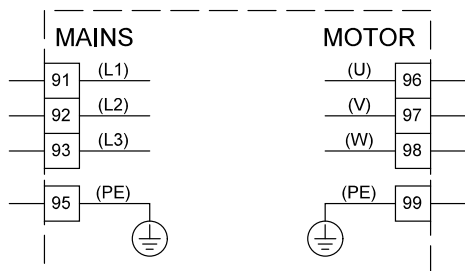 MAINS MOTOR
91 (L1) (U) 96
92 (L2) (V) 97
93 (L3) (W) 98
95 (PE) (PE) 99